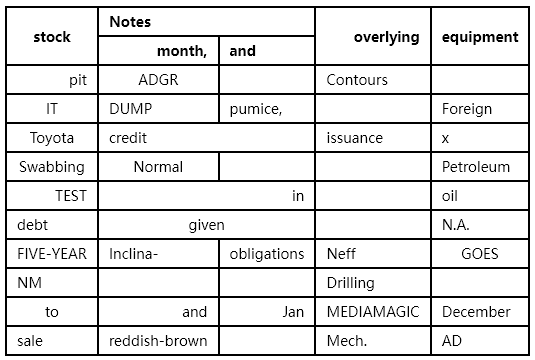 stock Notes overlying equipment
month, and
pit ADGR Contours
IT DUMP pumice, Foreign
Toyota credit issuance x
Swabbing Normal Petroleum
TEST in oil
debt given N.A.
FIVE-YEAR Inclina- obligations Neff GOES
NM Drilling
to and Jan MEDIAMAGIC December
sale reddish-brown Mech. AD